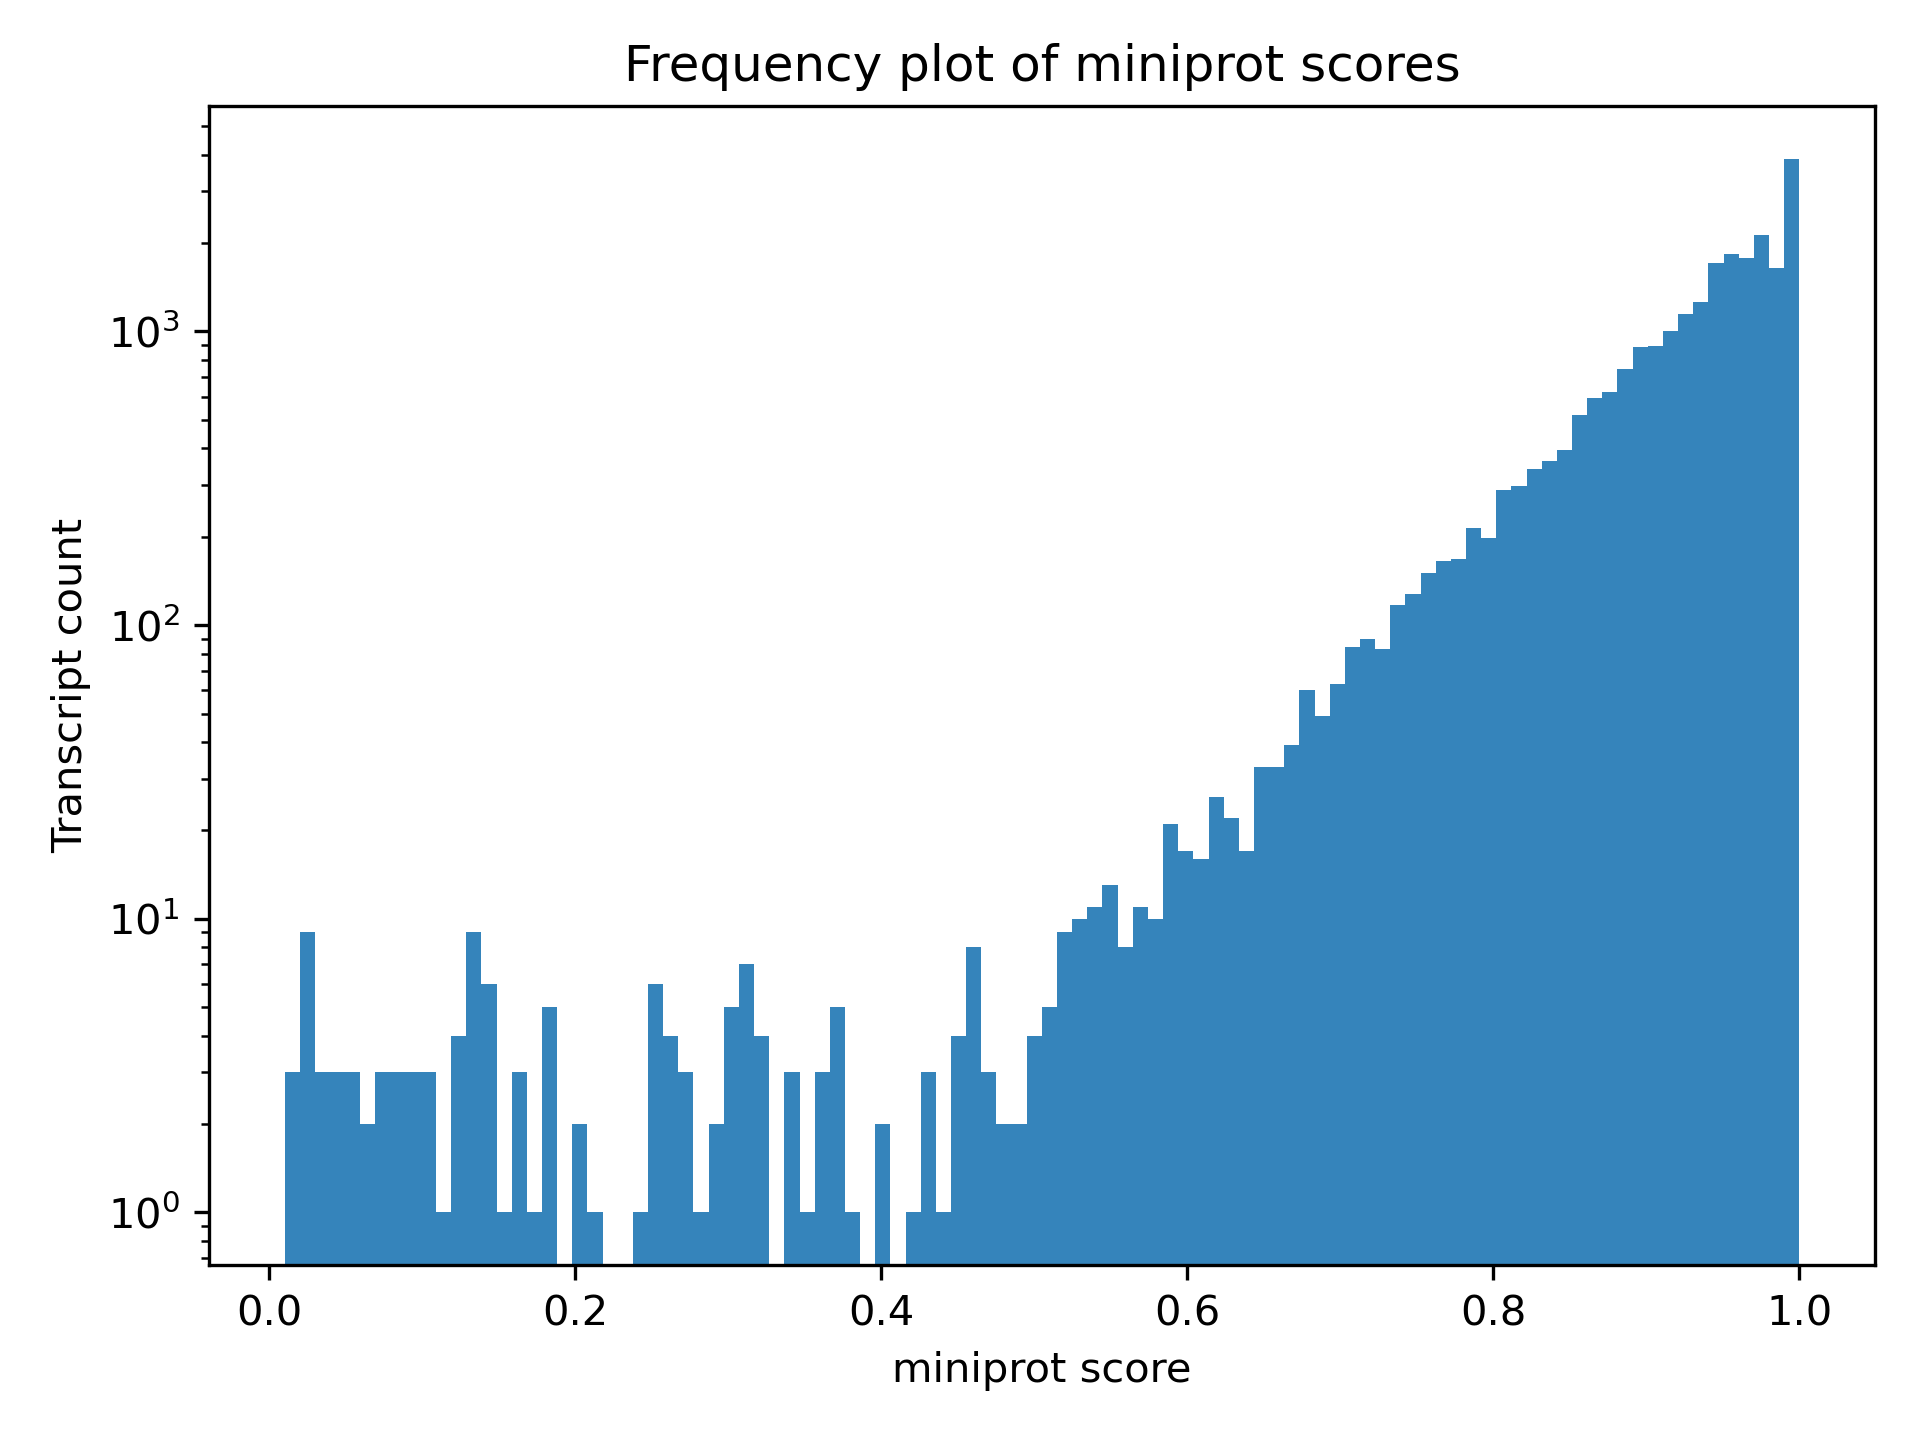 Frequency plot of miniprot scores
Transcript count
10³
10²
10¹
10⁰
0.0 0.2 0.4 0.6 0.8 1.0
miniprot score